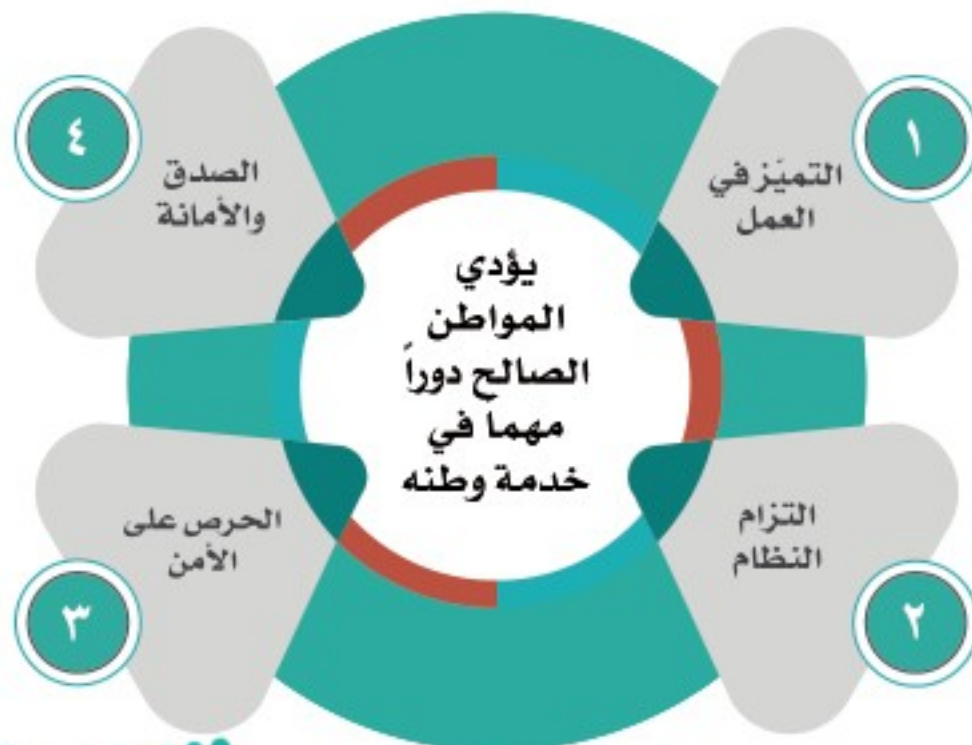 يؤدي
المواطن
الصالح دوراً
مهماً في
خدمة وطنه
١
التميّز في
العمل
٢
التزام
النظام
٣
الحرص على
الأمن
٤
الصدق
والأمانة